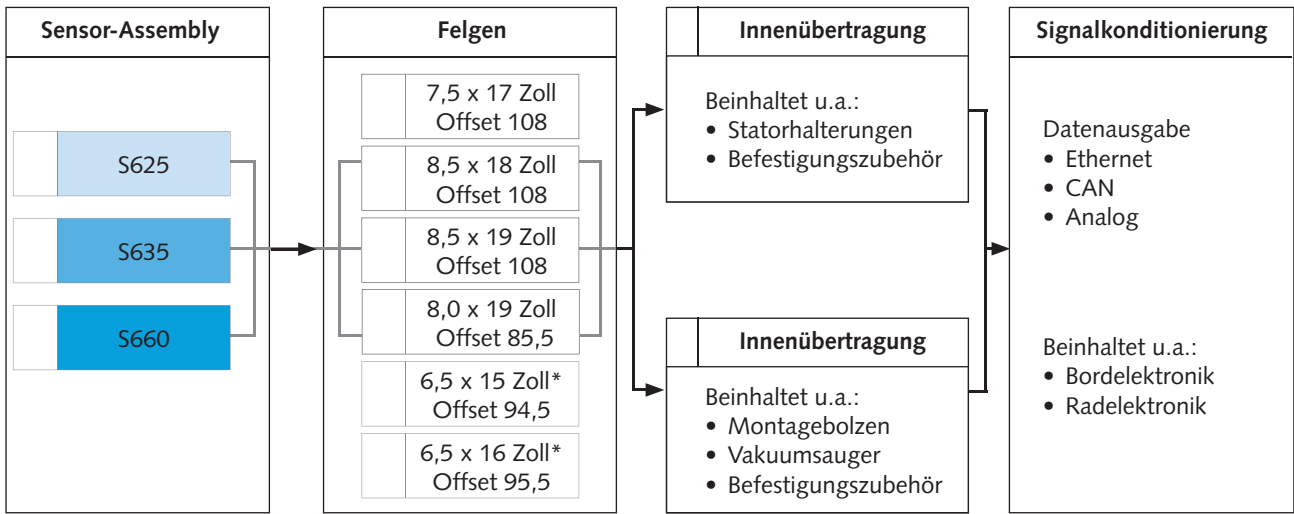 Sensor-Assembly
S625
S635
S660
Felgen
7,5 x 17 Zoll
Offset 108
8,5 x 18 Zoll
Offset 108
8,5 x 19 Zoll
Offset 108
8,0 x 19 Zoll
Offset 85,5
6,5 x 15 Zoll*
Offset 94,5
6,5 x 16 Zoll*
Offset 95,5
Innenübertragung
Beinhaltet u.a.:
• Statorhalterungen
• Befestigungszubehör
Innenübertragung
Beinhaltet u.a.:
• Montagebolzen
• Vakuumsauger
• Befestigungszubehör
Signalkonditionierung
Datenausgabe
• Ethernet
• CAN
• Analog
Beinhaltet u.a.:
• Bordelektronik
• Radelektronik